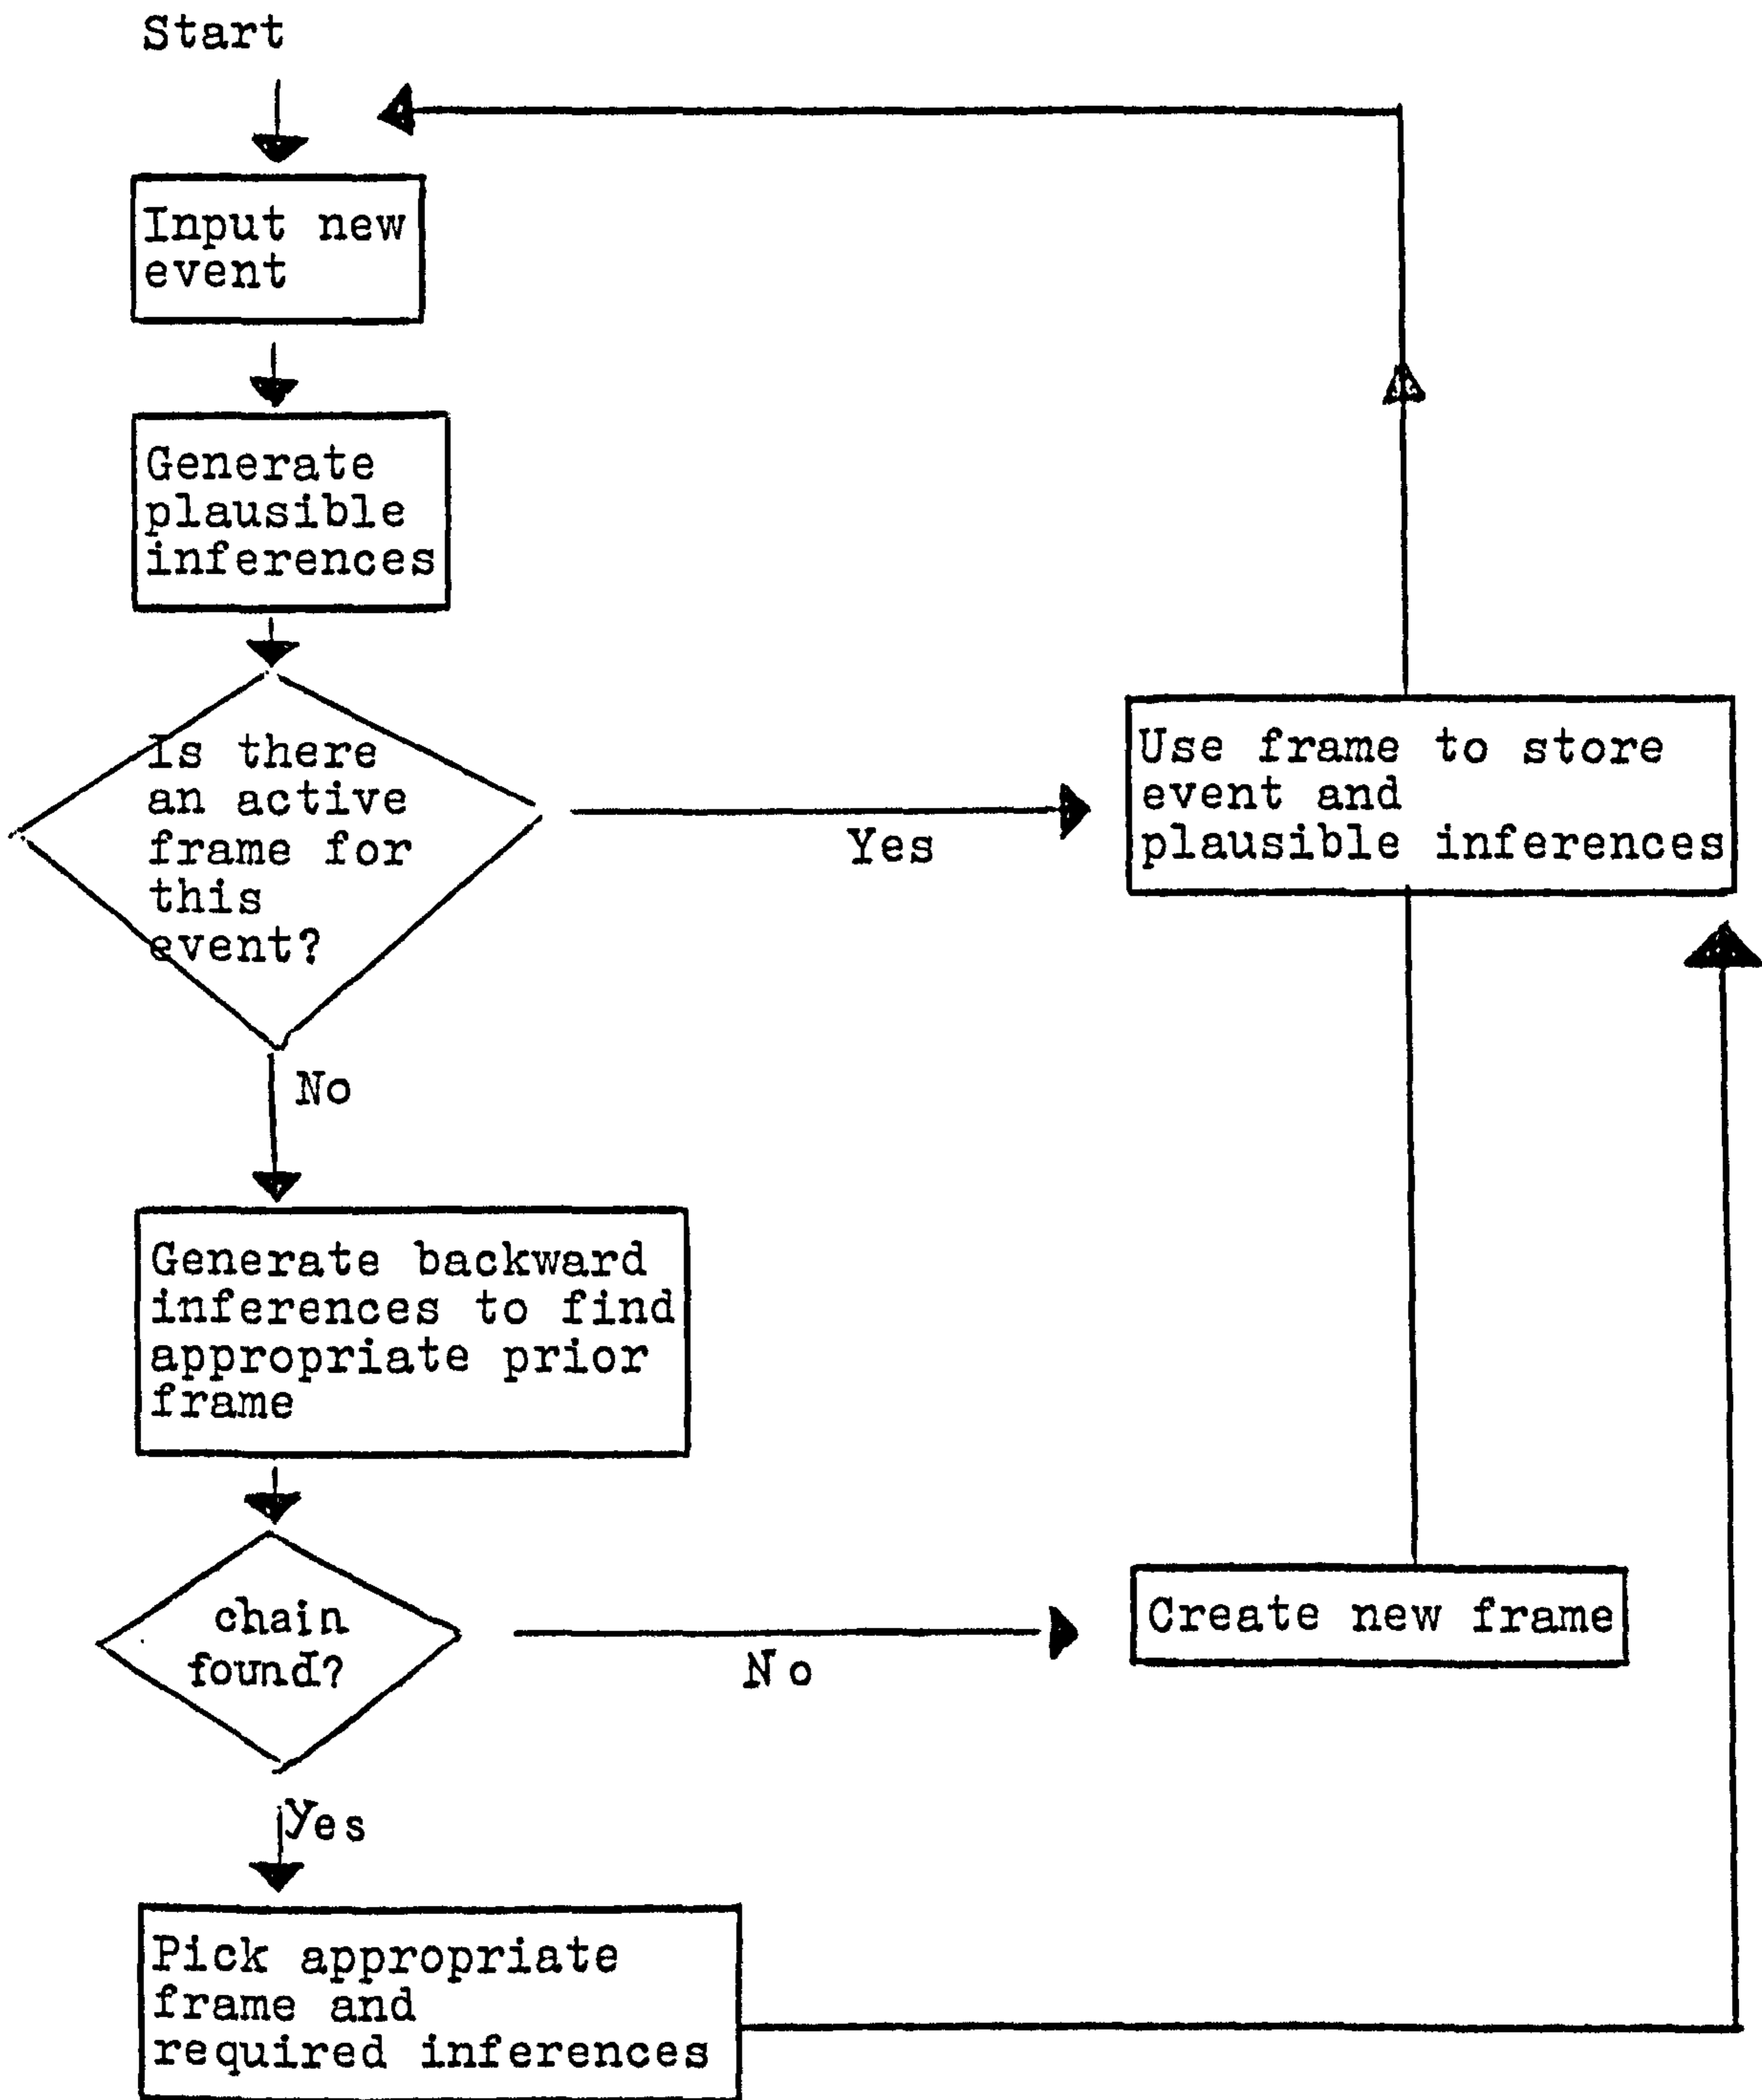 Start
Input new
event
Generate
plausible
inferences
Is there
an active
frame for
this
event?
Yes
Use frame to store
event and
plausible inferences
No
Generate backward
inferences to find
appropriate prior
frame
chain
found?
No
Create new frame
Yes
Pick appropriate
frame and
required inferences